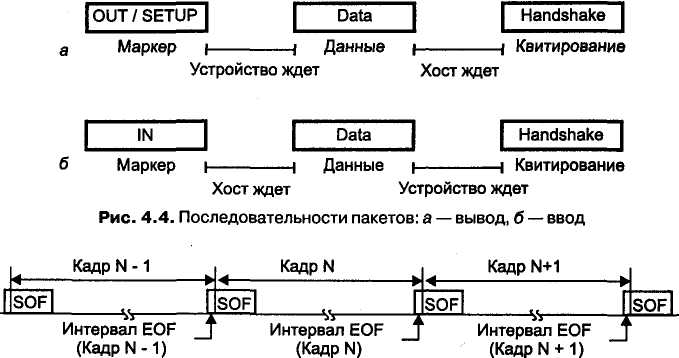 OUT / SETUP Data Handshake
а Маркер Данные Квитирование
Устройство ждет Хост ждет
IN Data Handshake
б Маркер Данные Квитирование
Хост ждет Устройство ждет
Рис. 4.4. Последовательности пакетов: а — вывод, б — ввод
Кадр N - 1 Кадр N Кадр N+1
SOF SOF SOF SOF
Интервал EOF Интервал EOF Интервал EOF
(Кадр N - 1) (Кадр N) (Кадр N + 1)